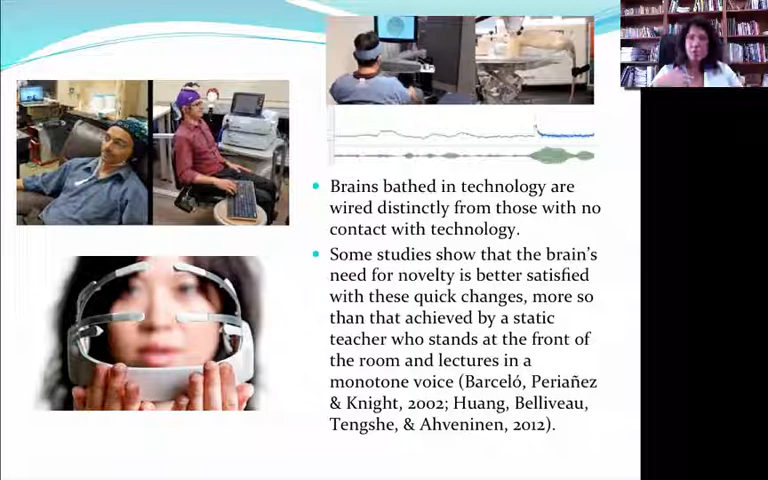 Brains bathed in technology are
wired distinctly from those with no
contact with technology.
Some studies show that the brain's
need for novelty is better satisfied
with these quick changes, more so
than that achieved by a static
teacher who stands at the front of
the room and lectures in a
monotone voice (Barceló, Periañez
& Knight, 2002; Huang, Belliveau,
Tengshe, & Ahveninen, 2012).